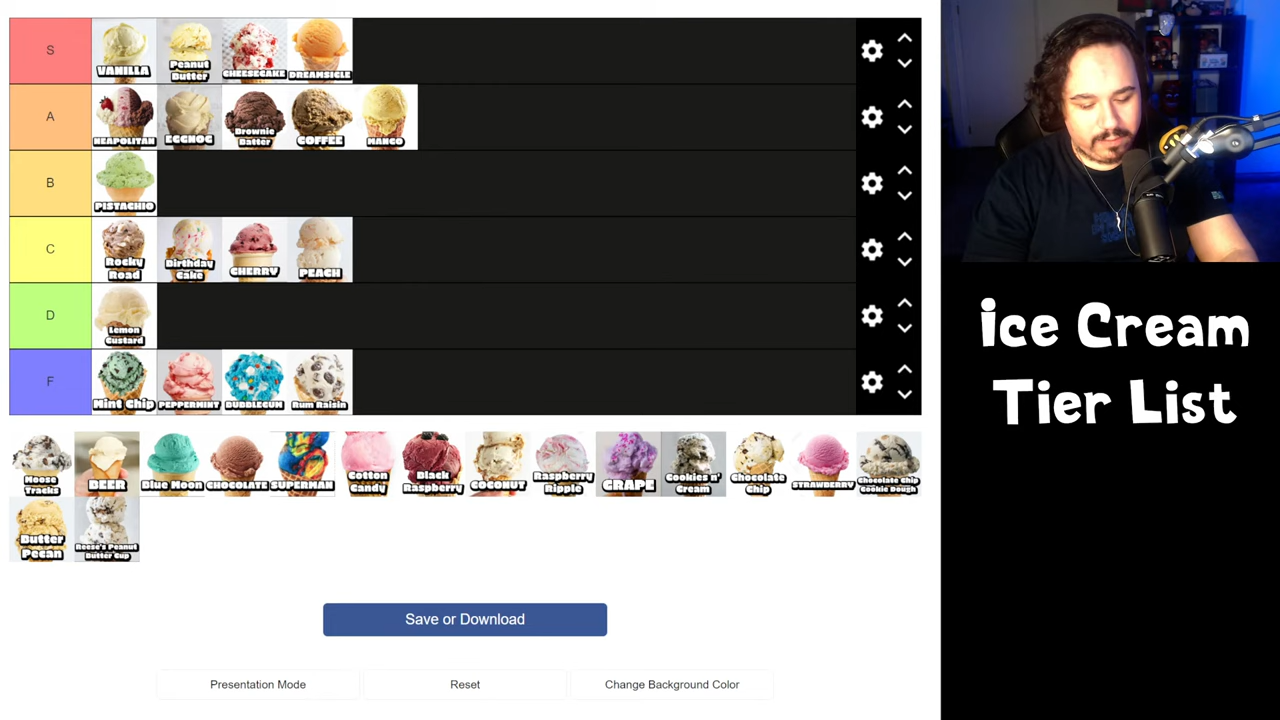 S
VANILLA
Peanut
Butter
CHEESECAKE
DREAMSICLE
A
NEAPOLITAN
EGGNOG
Brownie
Batter
COFFEE
MANGO
B
PISTACHIO
C
Rocky
Road
Birthday
Cake
CHERRY
PEACH
D
Lemon
Custard
F
Mint Chip
PEPPERMINT
BUBBLEGUM
Rum Raisin
Moose
Tracks
BEER
Blue Moon
CHOCOLATE
SUPERMAN
Cotton
Candy
Black
Raspberry
COCONUT
Raspberry
Ripple
GRAPE
Cookies n'
Cream
Chocolate
Chip
STRAWBERRY
Chocolate Chip
Cookie Dough
Butter
Pecan
Reese's Peanut
Butter Cup
Save or Download
Presentation Mode
Reset
Change Background Color
Ice Cream
Tier List